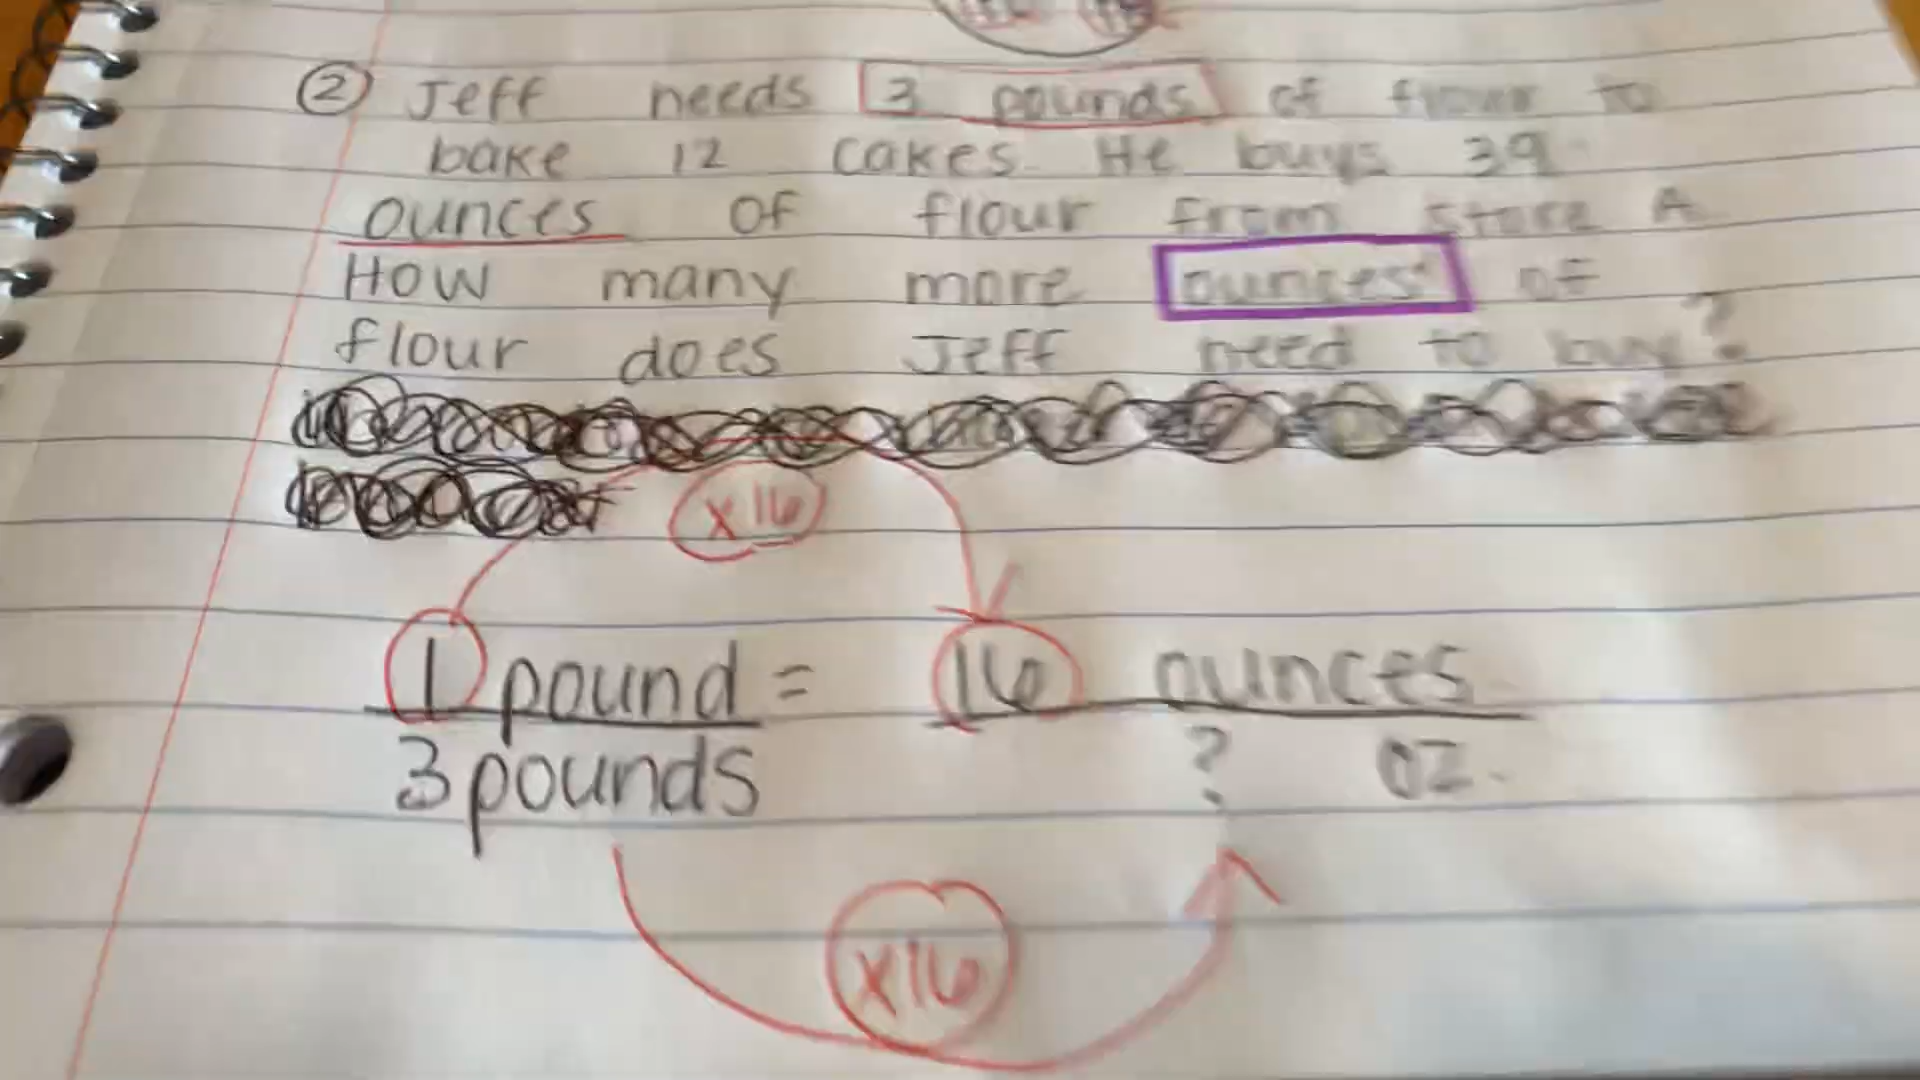 2 Jeff needs 3 pounds of flour to
bake 12 cakes. He buys 39
ounces of flour from store A
How many more ounces of
flour does Jeff need to buy?
x16
1 pound = 16 ounces
3 pounds ? oz.
x16